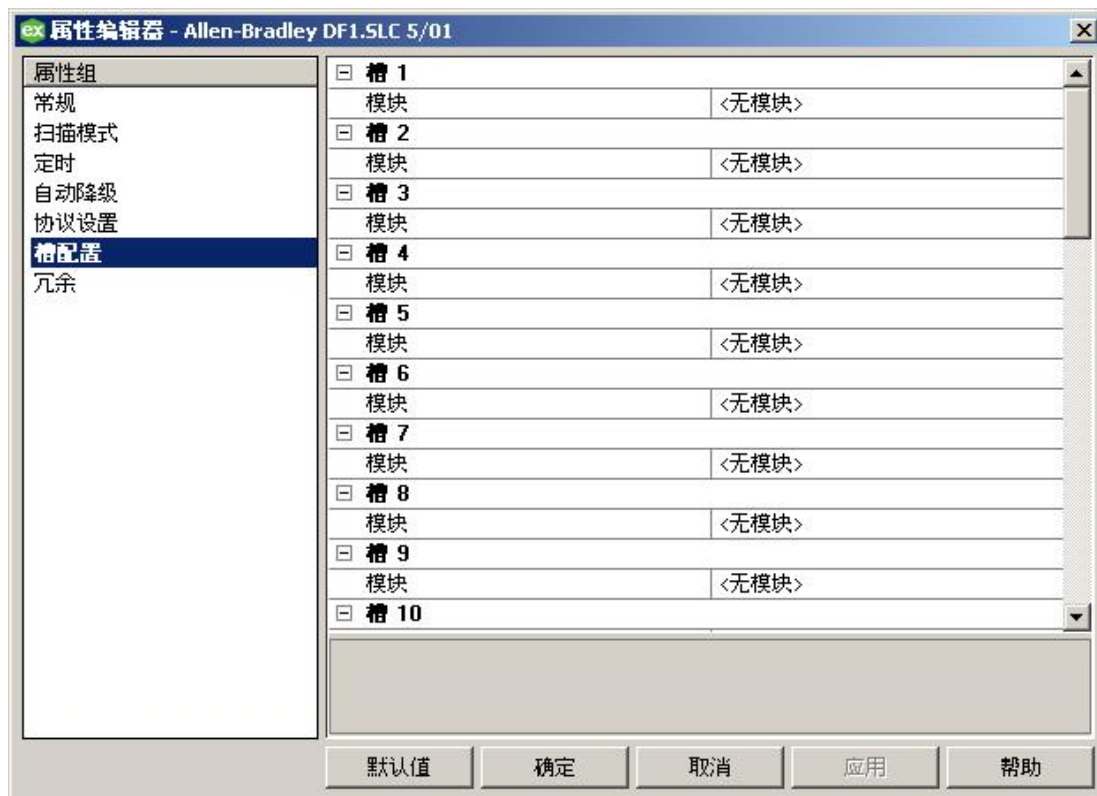 ex 属性编辑器 - Allen-Bradley DF1.SLC 5/01
属性组
常规
扫描模式
定时
自动降级
协议设置
槽配置
冗余
槽 1
模块 <无模块>
槽 2
模块 <无模块>
槽 3
模块 <无模块>
槽 4
模块 <无模块>
槽 5
模块 <无模块>
槽 6
模块 <无模块>
槽 7
模块 <无模块>
槽 8
模块 <无模块>
槽 9
模块 <无模块>
槽 10
默认值 确定 取消 应用 帮助